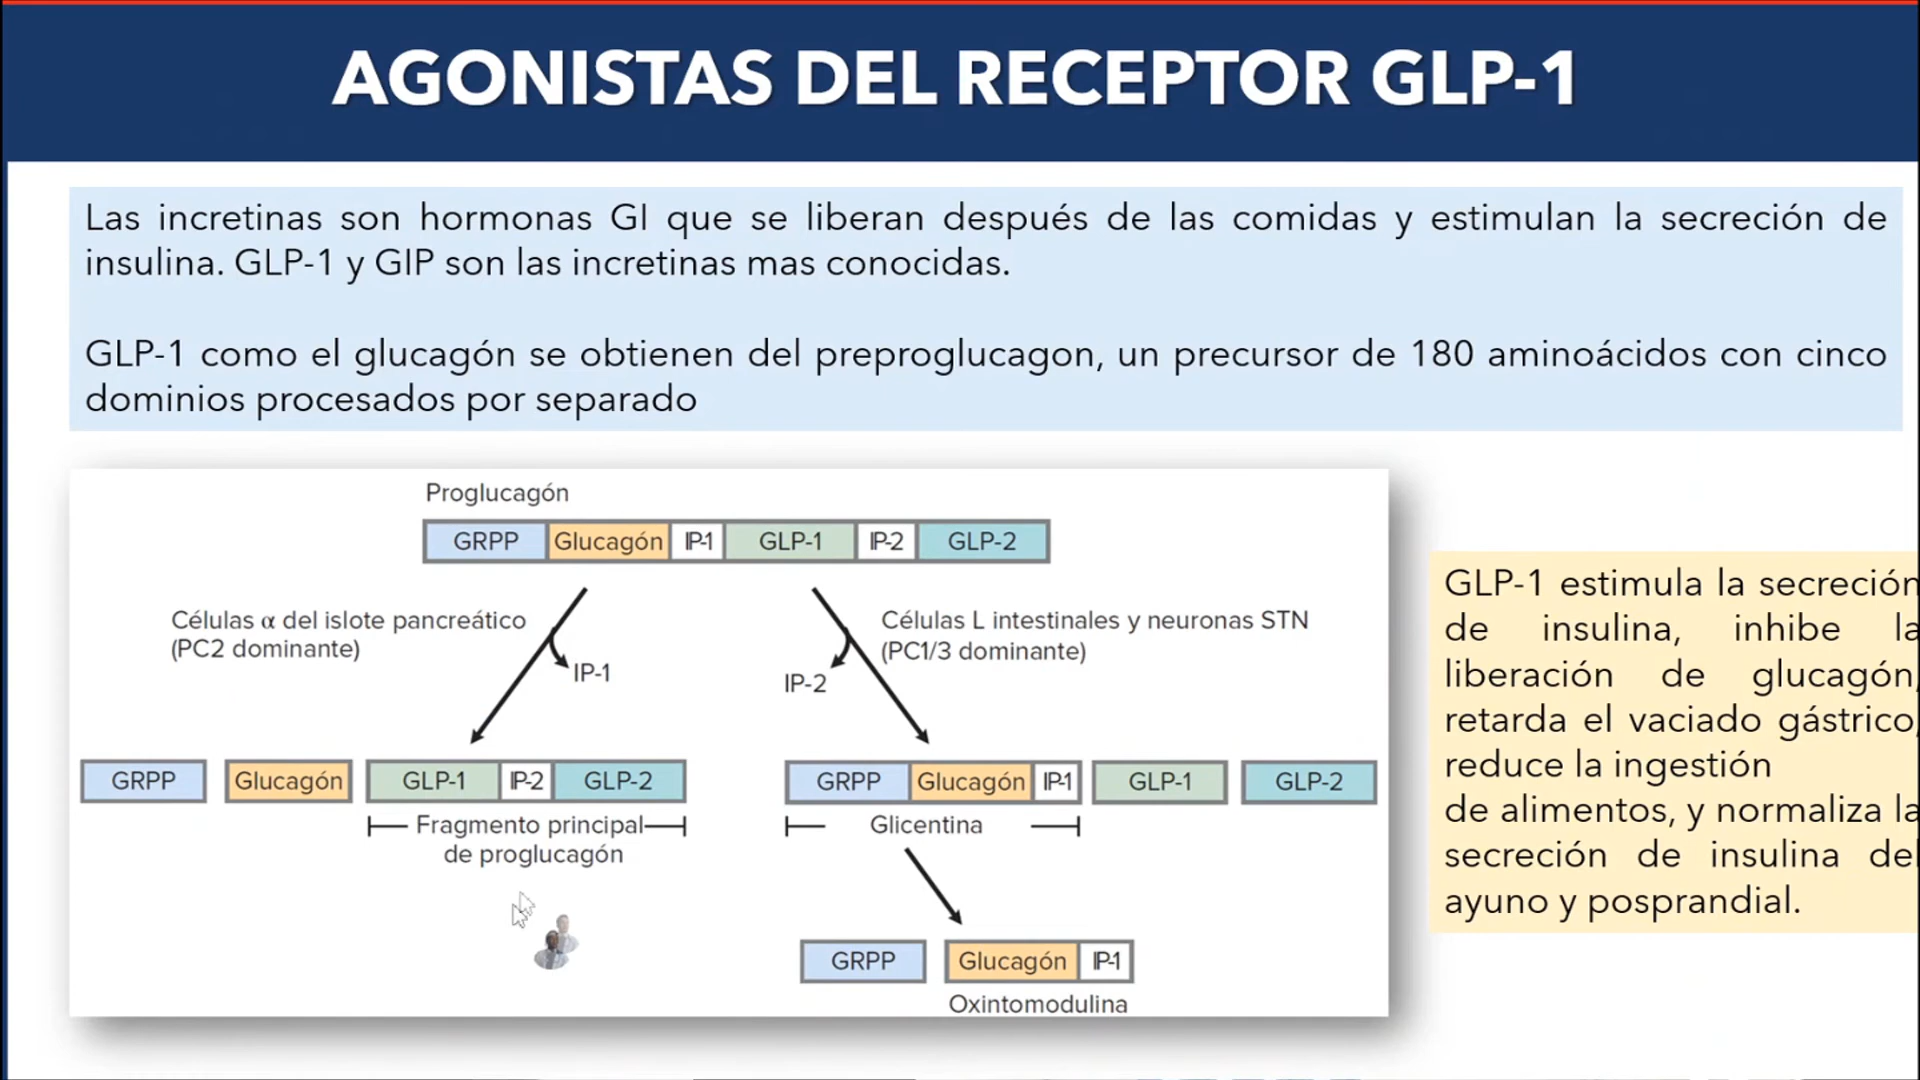 AGONISTAS DEL RECEPTOR GLP-1
Las incretinas son hormonas GI que se liberan después de las comidas y estimulan la secreción de
insulina. GLP-1 y GIP son las incretinas mas conocidas.
GLP-1 como el glucagón se obtienen del preproglucagon, un precursor de 180 aminoácidos con cinco
dominios procesados por separado
Proglucagón
GRPP Glucagón IP-1 GLP-1 IP-2 GLP-2
Células α del islote pancreático
(PC2 dominante)
IP-1
Células L intestinales y neuronas STN
(PC1/3 dominante)
IP-2
GRPP Glucagón GLP-1 IP-2 GLP-2
Fragmento principal
de proglucagón
GRPP Glucagón IP-1 GLP-1 GLP-2
Glicentina
GRPP Glucagón IP-1
Oxintomodulina
GLP-1 estimula la secreción
de insulina, inhibe la
liberación de glucagón,
retarda el vaciado gástrico,
reduce la ingestión
de alimentos, y normaliza la
secreción de insulina del
ayuno y posprandial.